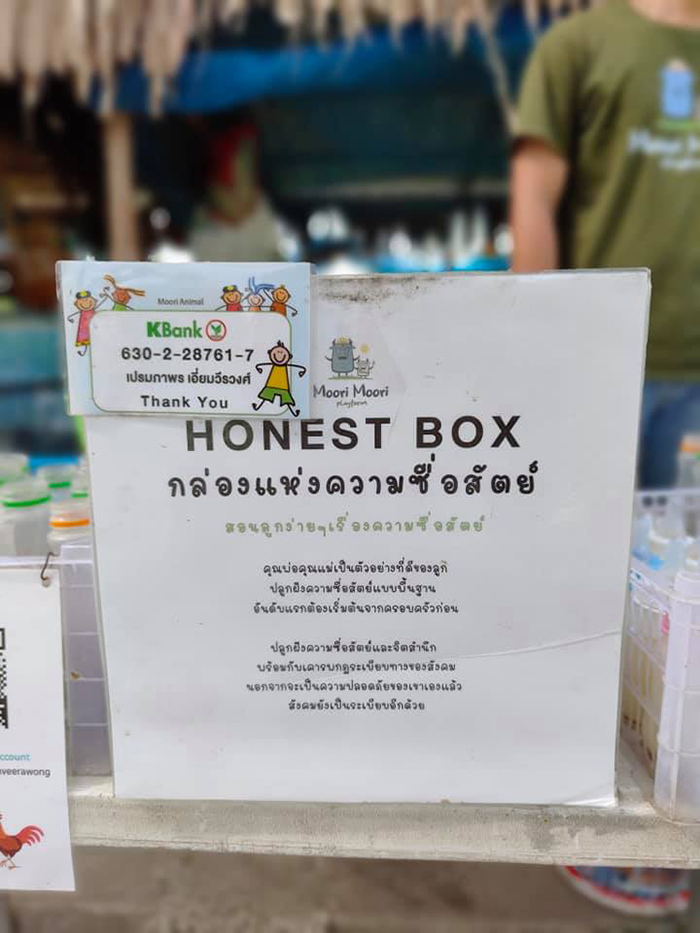 Moori Animal
KBank
630-2-28761-7
เปรมภาพร เอี่ยมวีรวงศ์
Thank You
Moori Moori
playfarm
HONEST BOX
กล่องแห่งความซื่อสัตย์
สอนลูกง่ายๆเรื่องความซื่อสัตย์
คุณพ่อคุณแม่เป็นตัวอย่างที่ดีของลูก
ปลูกฝังความซื่อสัตย์แบบพื้นฐาน
อันดับแรกต้องเริ่มต้นจากครอบครัวก่อน
ปลูกฝังความซื่อสัตย์และจิตสำนึก
พร้อมกับเคารพกฎระเบียบทางของสังคม
นอกจากจะเป็นความปลอดภัยของเขาเองแล้ว
สังคมยังเป็นระเบียบอีกด้วย
ccount
veerawong